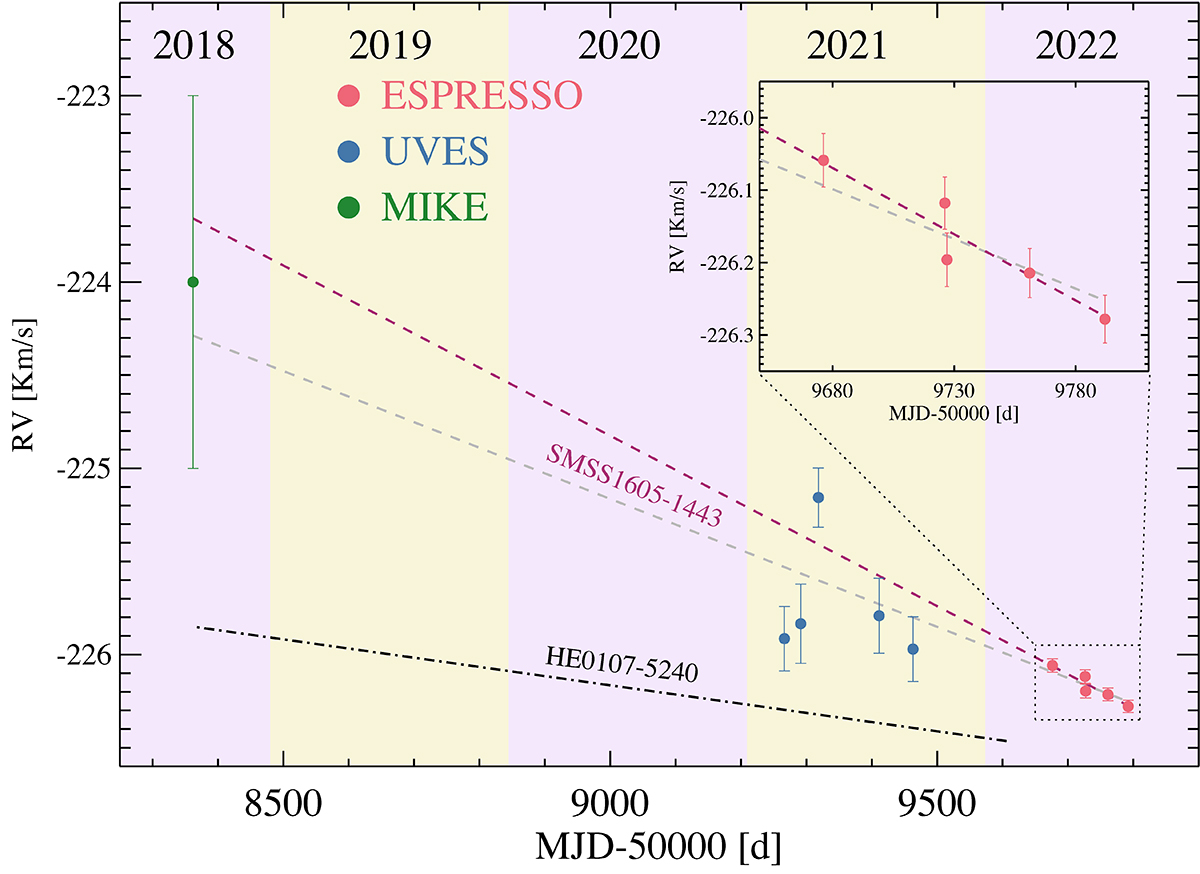 2018 2019 2020 2021 2022
ESPRESSO
UVES
MIKE
-223
-224
-225
-226
RV [Km/s]
8500 9000 9500
MJD-50000 [d]
SMSS1605-1443
HE0107-5240
-226.0
-226.1
-226.2
-226.3
RV [Km/s]
9680 9730 9780
MJD-50000 [d]